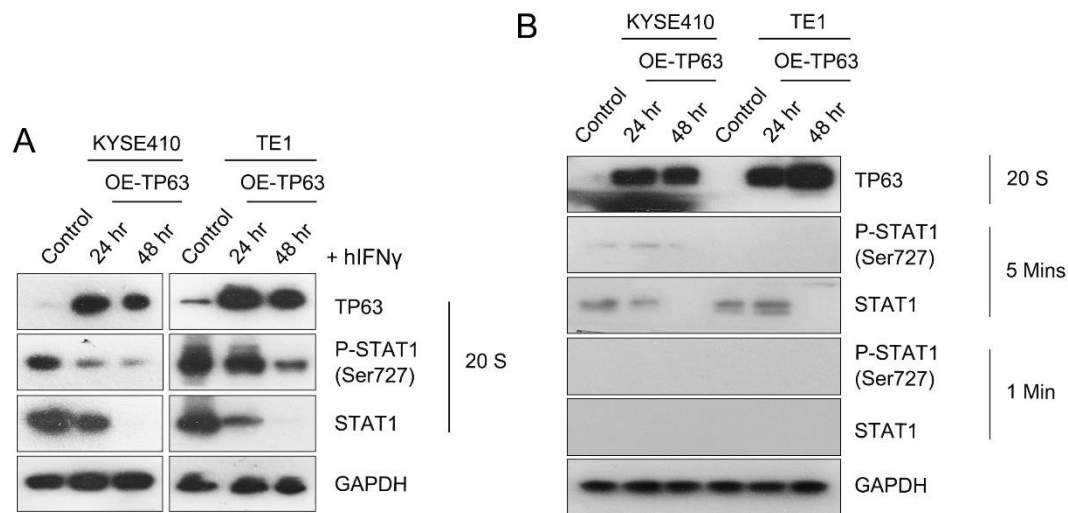 A
KYSE410 TE1
OE-TP63 OE-TP63
Control 24 hr 48 hr Control 24 hr 48 hr + hIFNγ
TP63
P-STAT1
(Ser727)
20 S
STAT1
GAPDH
B
KYSE410 TE1
OE-TP63 OE-TP63
Control 24 hr 48 hr Control 24 hr 48 hr
TP63 20 S
P-STAT1
(Ser727)
5 Mins
STAT1
P-STAT1
(Ser727)
1 Min
STAT1
GAPDH